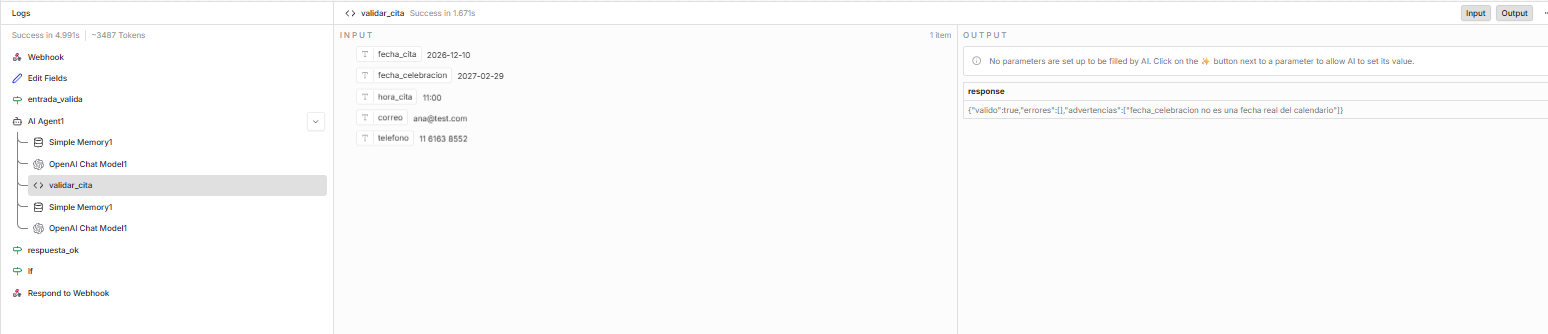 Logs
Success in 4.991s | ~3487 Tokens
Webhook
Edit Fields
entrada_valida
AI Agent1
Simple Memory1
OpenAI Chat Model1
validar_cita
Simple Memory1
OpenAI Chat Model1
respuesta_ok
If
Respond to Webhook
validar_cita Success in 1.671s
Input Output
INPUT 1 item
T fecha_cita 2026-12-10
T fecha_celebracion 2027-02-29
T hora_cita 11:00
T correo ana@test.com
T telefono 11 6163 8552
OUTPUT
No parameters are set up to be filled by AI. Click on the ✨ button next to a parameter to allow AI to set its value.
response
{"valido":true,"errores":[],"advertencias":["fecha_celebracion no es una fecha real del calendario"]}